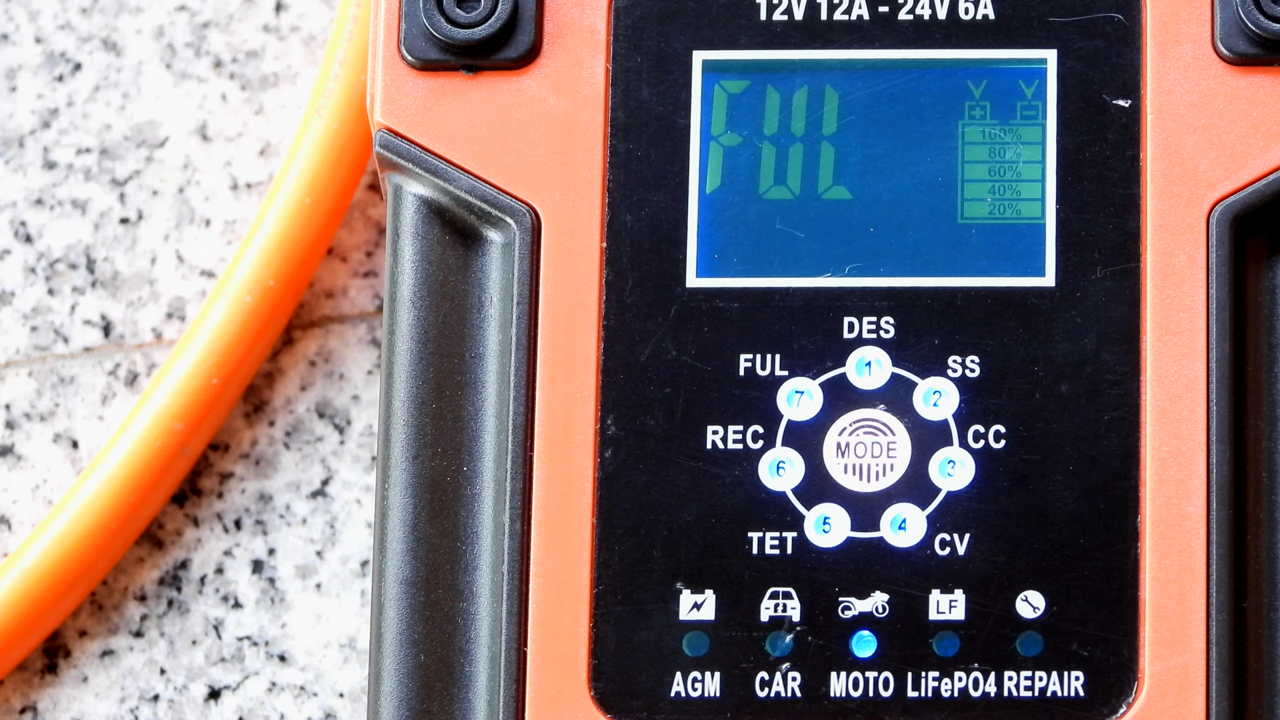 12V 12A - 24V 6A
FUL
+ -
100%
80%
60%
40%
20%
DES
FUL SS
1
7 2
REC MODE CC
6 3
5 4
TET CV
LF
AGM CAR MOTO LiFePO4 REPAIR